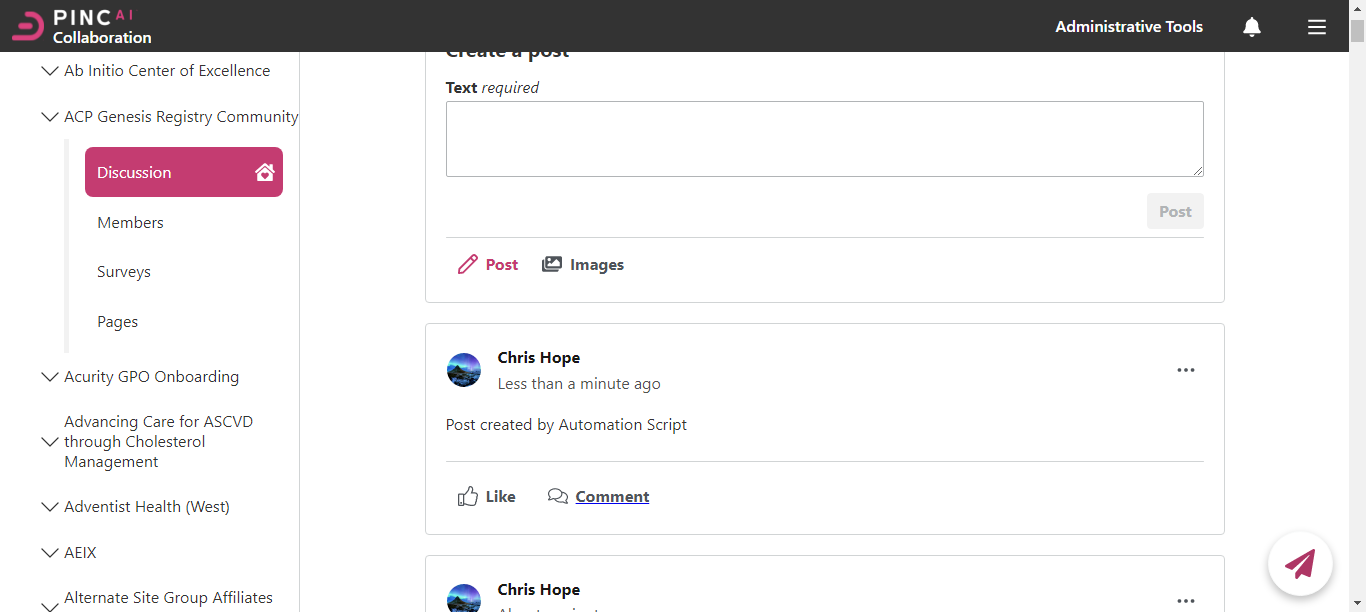 PINC AI
Collaboration
Administrative Tools
Ab Initio Center of Excellence
ACP Genesis Registry Community
Discussion
Members
Surveys
Pages
Acurity GPO Onboarding
Advancing Care for ASCVD
through Cholesterol
Management
Adventist Health (West)
AEIX
Alternate Site Group Affiliates
Create a post
Text required
Post
Post
Images
Chris Hope
Less than a minute ago
Post created by Automation Script
Like
Comment
Chris Hope